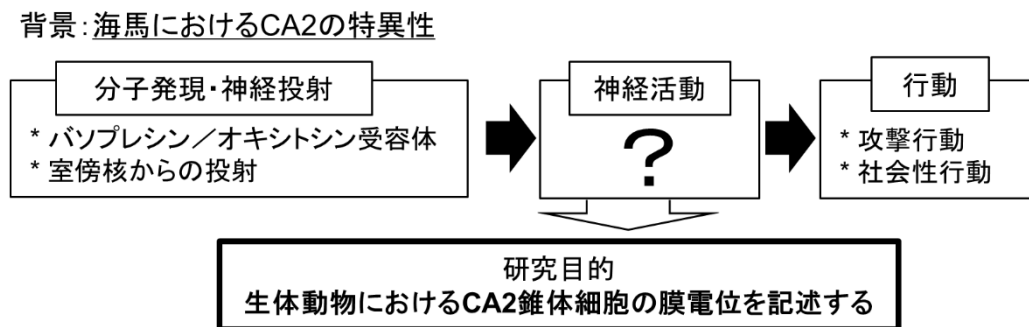 背景:海馬におけるCA2の特異性
分子発現・神経投射
* バソプレシン／オキシトシン受容体
* 室傍核からの投射
神経活動
?
行動
* 攻撃行動
* 社会性行動
研究目的
生体動物におけるCA2錐体細胞の膜電位を記述する